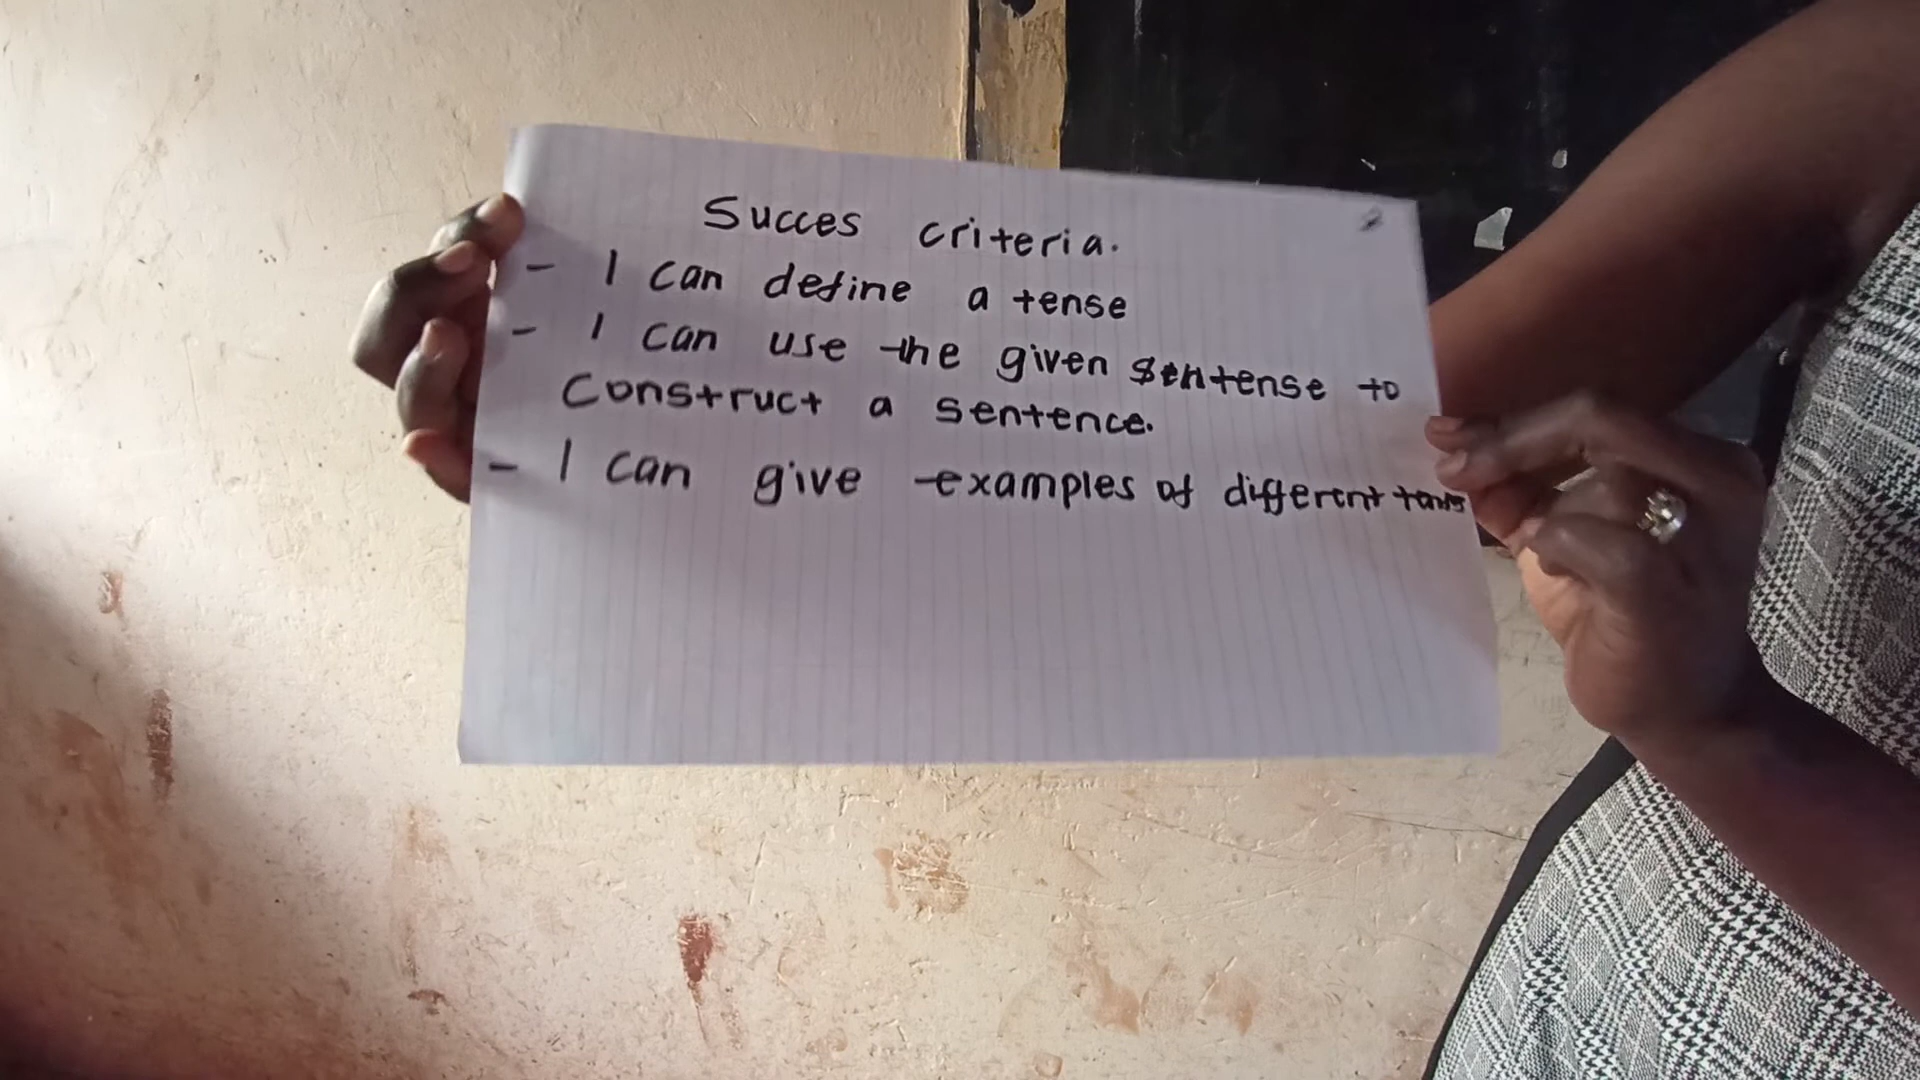 Succes criteria.
- I can define a tense
- I can use the given sentense to
Construct a sentence.
- I can give examples of different